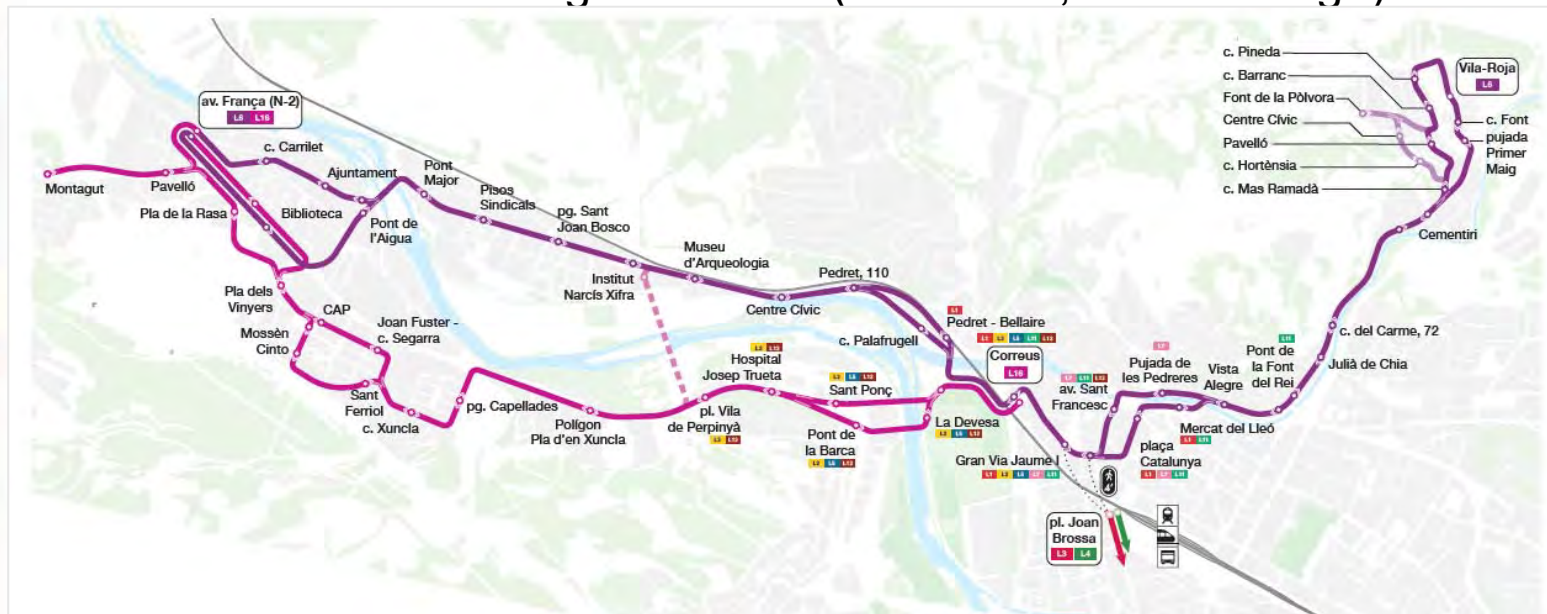 av. França (N-2)
L8 L16
c. Carrilet
Ajuntament
Pont
Major
Pisos
Sindicals
pg. Sant
Joan Bosco
Montagut
Pavelló
Pla de la Rasa
Biblioteca
Pont de
l'Aigua
Institut
Narcís Xifra
Museu
d'Arqueologia
Centre Cívic
Pedret, 110
c. Palafrugell
L1
Pedret - Bellaire
Correus
L16
Pla dels
Vinyers
CAP
Mossèn
Cinto
Joan Fuster -
c. Segarra
Sant
Ferriol
c. Xuncla
pg. Capellades
Polígon
Pla d'en Xuncla
pl. Vila
de Perpinyà
Hospital
Josep Trueta
Sant Ponç
Pont de
la Barca
La Devesa
Gran Via Jaume I
av. Sant
Francesc
plaça
Catalunya
Pujada de
les Pedreres
Mercat del Lleó
L1 L11
Vista
Alegre
L11
Pont de
la Font
del Rei
Julià de Chia
c. del Carme, 72
Cementiri
c. Pineda
c. Barranc
Font de la Pòlvora
Centre Cívic
Pavelló
c. Hortènsia
c. Mas Ramadà
Vila-Roja
L8
c. Font
pujada
Primer
Maig
4'
pl. Joan
Brossa
L3 L4